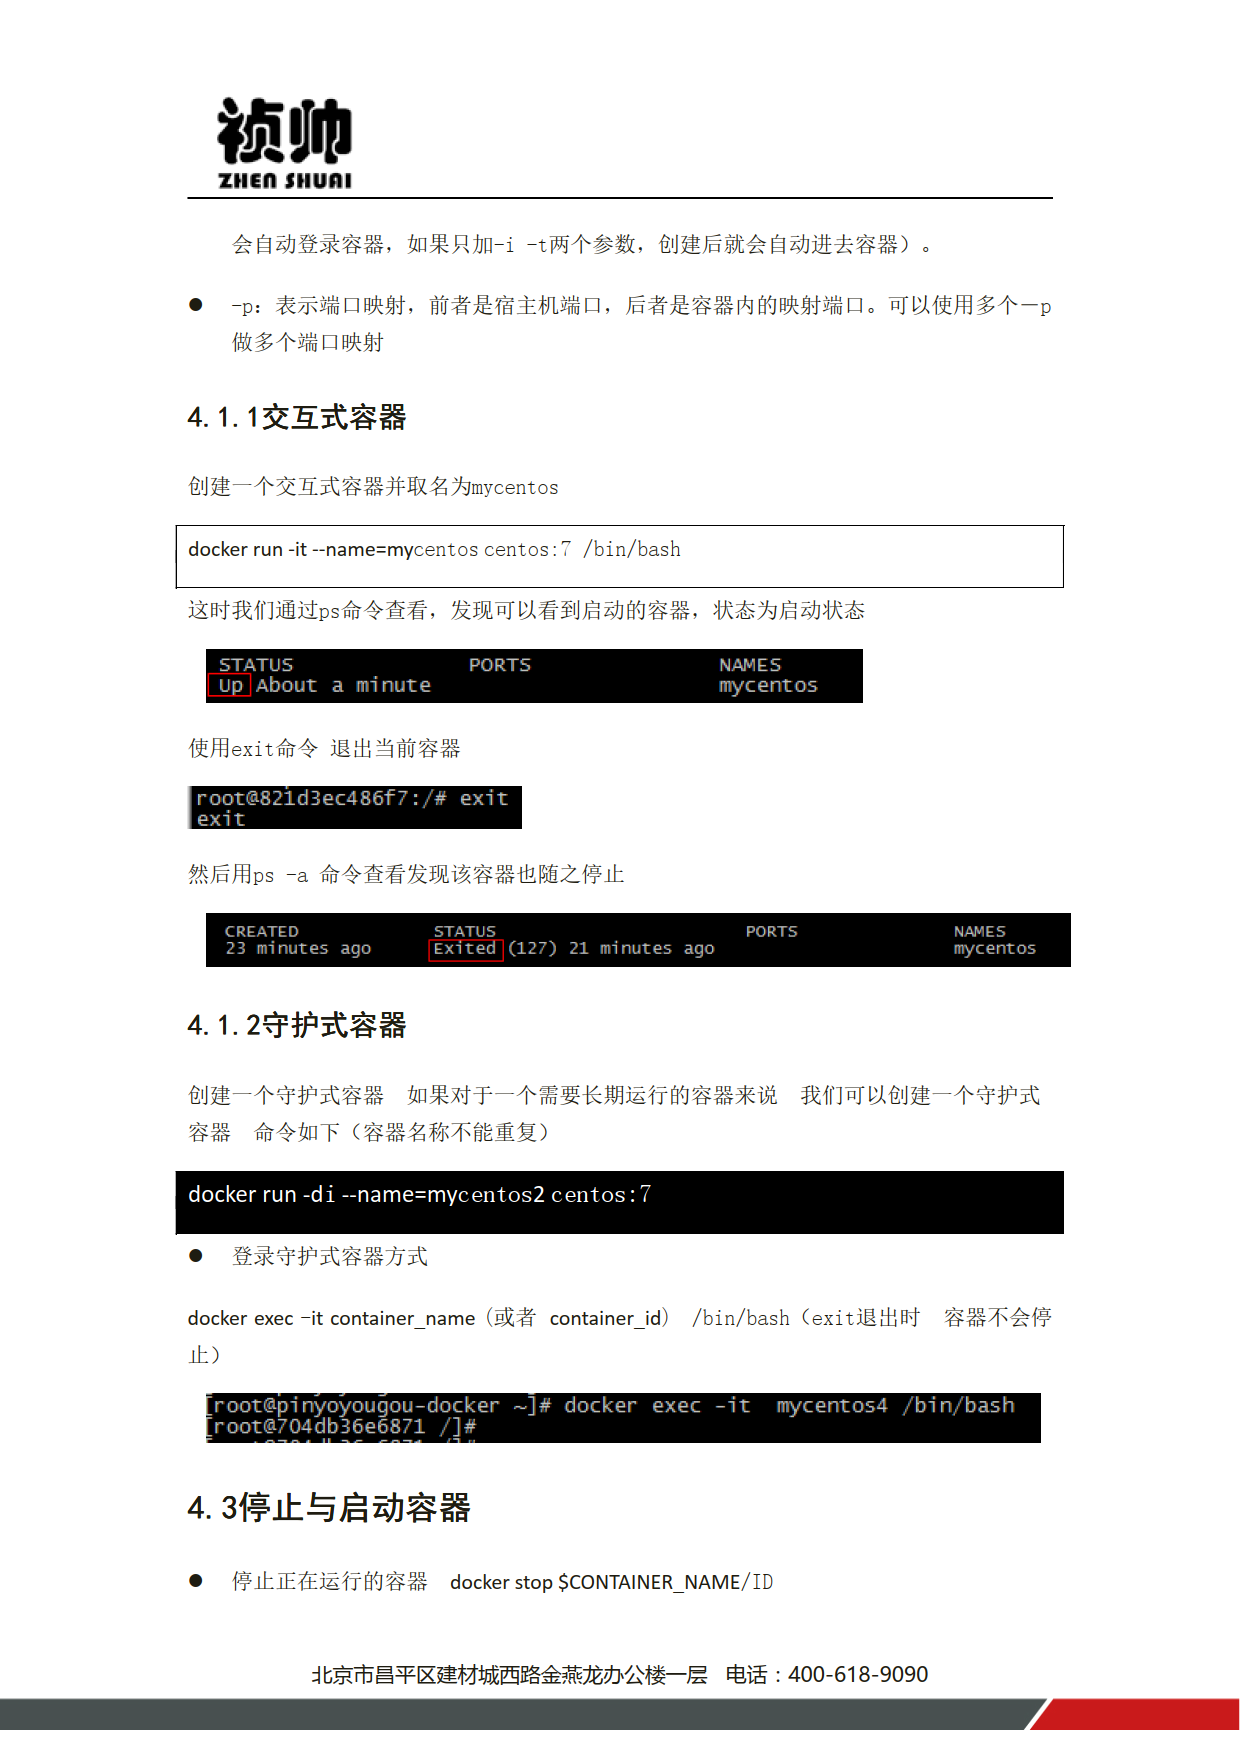 祯帅
ZHEN SHUAI
会自动登录容器，如果只加-i -t两个参数，创建后就会自动进去容器）。
● -p：表示端口映射，前者是宿主机端口，后者是容器内的映射端口。可以使用多个－p
做多个端口映射
4.1.1交互式容器
创建一个交互式容器并取名为mycentos
docker run -it --name=mycentos centos:7 /bin/bash
这时我们通过ps命令查看，发现可以看到启动的容器，状态为启动状态
STATUS PORTS NAMES
Up About a minute mycentos
使用exit命令 退出当前容器
root@821d3ec486f7:/# exit
exit
然后用ps -a 命令查看发现该容器也随之停止
CREATED STATUS PORTS NAMES
23 minutes ago Exited (127) 21 minutes ago mycentos
4.1.2守护式容器
创建一个守护式容器 如果对于一个需要长期运行的容器来说 我们可以创建一个守护式
容器 命令如下（容器名称不能重复）
docker run -di --name=mycentos2 centos:7
● 登录守护式容器方式
docker exec -it container_name (或者 container_id) /bin/bash（exit退出时 容器不会停
止）
[root@pinyoyougou-docker ~]# docker exec -it mycentos4 /bin/bash
[root@704db36e6871 /]#
4.3停止与启动容器
● 停止正在运行的容器 docker stop $CONTAINER_NAME/ID
北京市昌平区建材城西路金燕龙办公楼一层 电话：400-618-9090